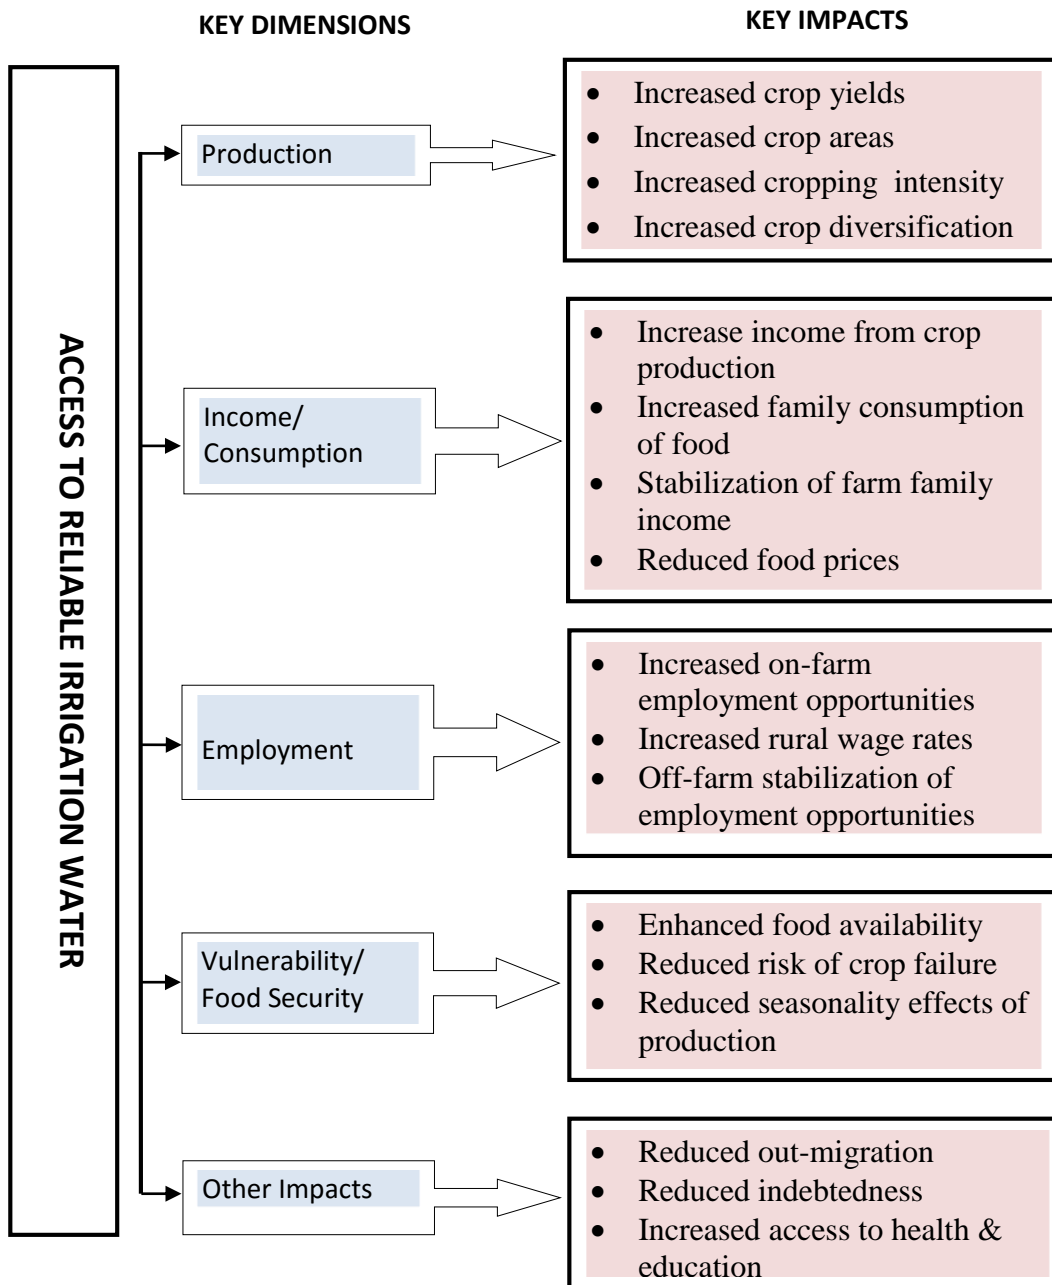 KEY DIMENSIONS
KEY IMPACTS
ACCESS TO RELIABLE IRRIGATION WATER
Production
• Increased crop yields
• Increased crop areas
• Increased cropping intensity
• Increased crop diversification
Income/
Consumption
• Increase income from crop
production
• Increased family consumption
of food
• Stabilization of farm family
income
• Reduced food prices
Employment
• Increased on-farm
employment opportunities
• Increased rural wage rates
• Off-farm stabilization of
employment opportunities
Vulnerability/
Food Security
• Enhanced food availability
• Reduced risk of crop failure
• Reduced seasonality effects of
production
Other Impacts
• Reduced out-migration
• Reduced indebtedness
• Increased access to health &
education